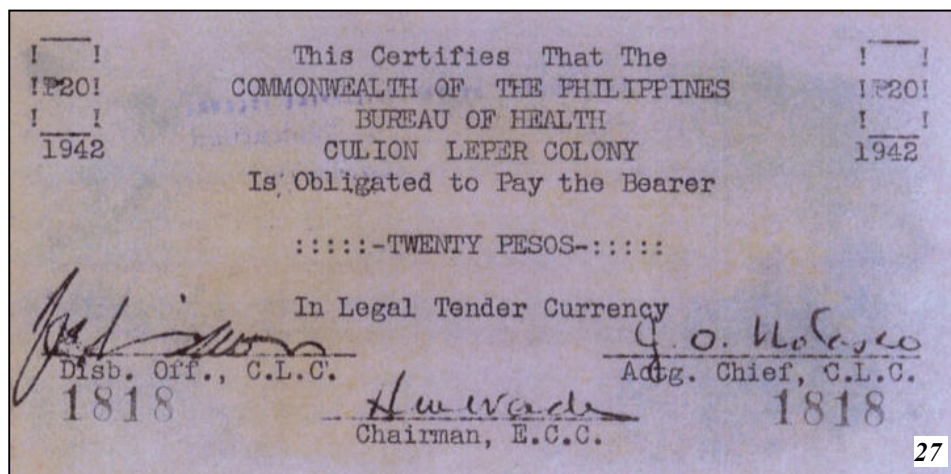 This Certifies That The
!₱20! COMMONWEALTH OF THE PHILIPPINES !₱20!
BUREAU OF HEALTH
1942 CULION LEPER COLONY 1942
Is Obligated to Pay the Bearer
:::::-TWENTY PESOS-:::::
In Legal Tender Currency
J. O. Nolasco
Disb. Off., C.L.C. Actg. Chief, C.L.C.
1818 1818
H W Wade
Chairman, E.C.C.
27